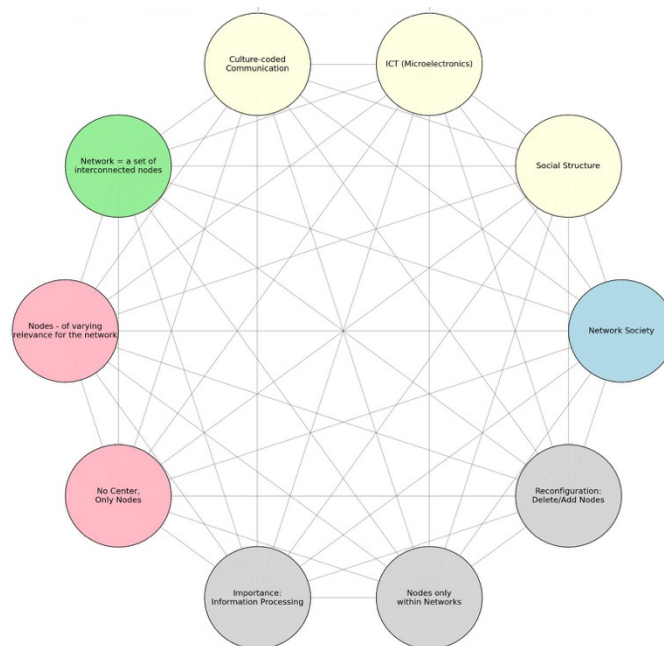 Culture-coded
Communication
ICT (Microelectronics)
Network = a set of
interconnected nodes
Social Structure
Nodes - of varying
relevance for the network
Network Society
No Center,
Only Nodes
Reconfiguration:
Delete/Add Nodes
Importance:
Information Processing
Nodes only
within Networks